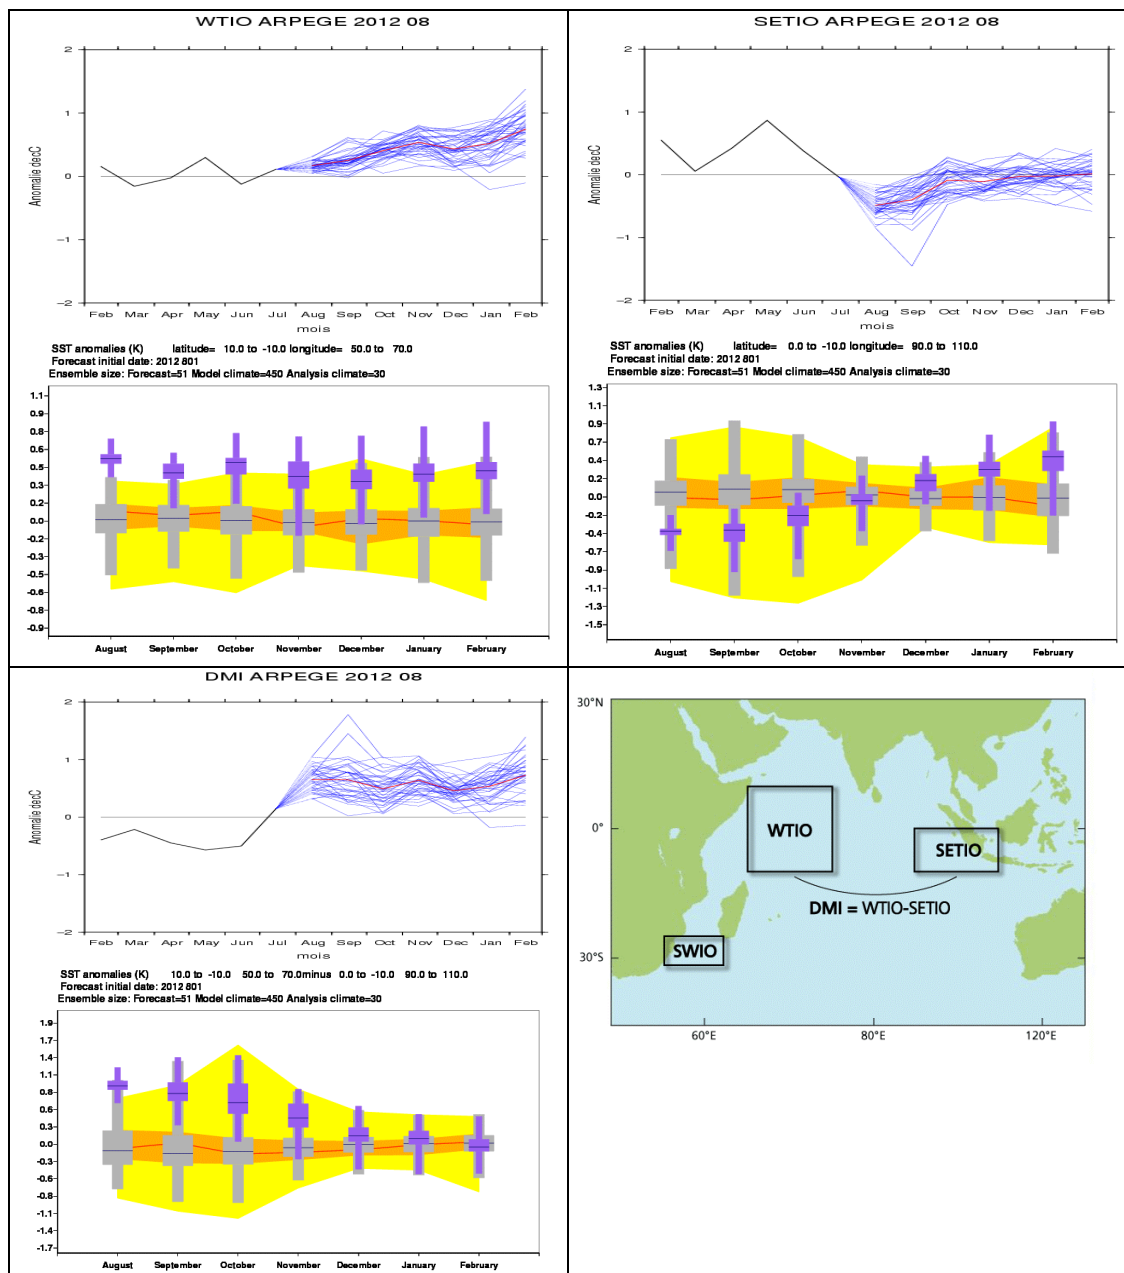 WTIO ARPEGE 2012 08
2
1
0
-1
-2
Anomalie decC
Feb Mar Apr May Jun Jul Aug Sep Oct Nov Dec Jan Feb
mois
SST anomalies (K) latitude= 10.0 to -10.0 longitude= 50.0 to 70.0
Forecast initial date: 2012 801
Ensemble size: Forecast=51 Model climate=450 Analysis climate=30
1.1
0.9
0.8
0.6
0.5
0.3
0.2
0.0
-0.2
-0.3
-0.5
-0.6
-0.8
-0.9
August September October November December January February
SETIO ARPEGE 2012 08
2
1
0
-1
-2
Anomalie decC
Feb Mar Apr May Jun Jul Aug Sep Oct Nov Dec Jan Feb
mois
SST anomalies (K) latitude= 0.0 to -10.0 longitude= 90.0 to 110.0
Forecast initial date: 2012 801
Ensemble size: Forecast=51 Model climate=450 Analysis climate=30
1.3
1.1
0.9
0.7
0.4
0.2
0.0
-0.2
-0.4
-0.7
-0.9
-1.1
-1.3
-1.5
August September October November December January February
DMI ARPEGE 2012 08
2
1
0
-1
-2
Anomalie decC
Feb Mar Apr May Jun Jul Aug Sep Oct Nov Dec Jan Feb
mois
SST anomalies (K) 10.0 to -10.0 50.0 to 70.0minus 0.0 to -10.0 90.0 to 110.0
Forecast initial date: 2012 801
Ensemble size: Forecast=51 Model climate=450 Analysis climate=30
1.9
1.7
1.4
1.1
0.8
0.6
0.3
0.0
-0.3
-0.6
-0.8
-1.1
-1.4
-1.7
August September October November December January February
30°N
0°
30°S
WTIO
SETIO
DMI = WTIO-SETIO
SWIO
60°E 80°E 120°E